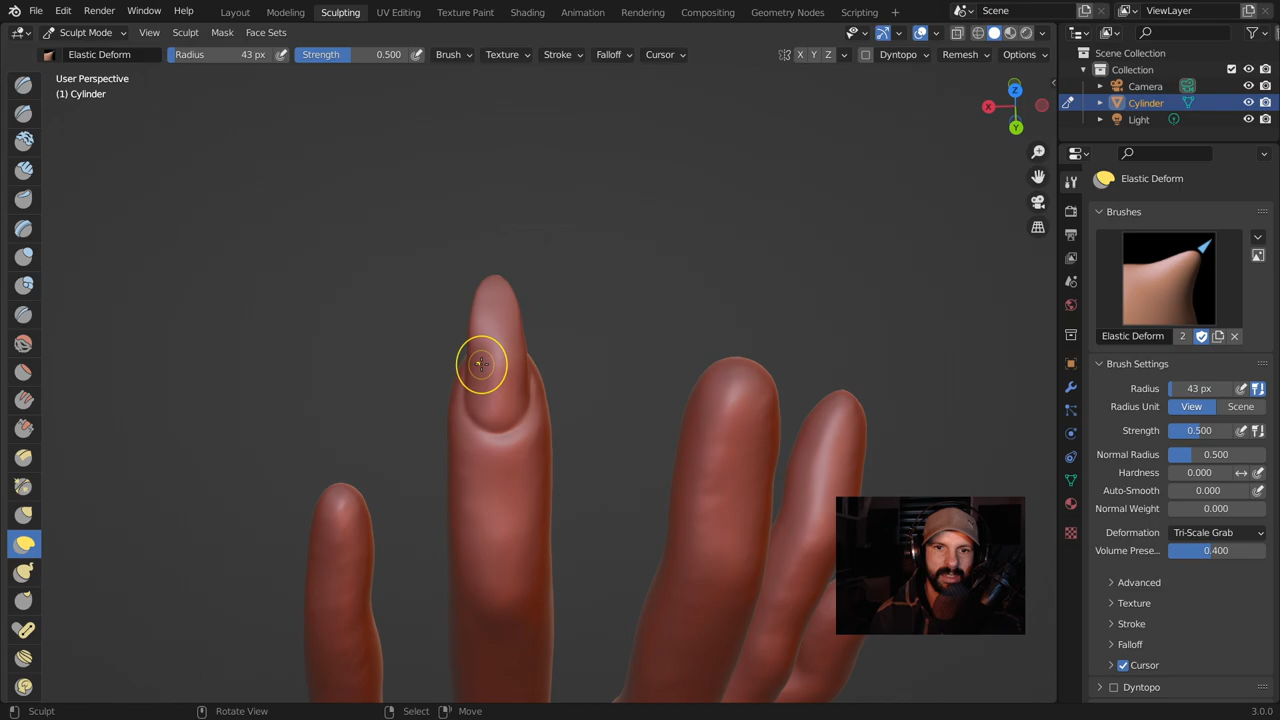 File Edit Render Window Help Layout Modeling Sculpting UV Editing Texture Paint Shading Animation Rendering Compositing Geometry Nodes Scripting + Scene ViewLayer
Sculpt Mode View Sculpt Mask Face Sets
Elastic Deform Radius 43 px Strength 0.500 Brush Texture Stroke Falloff Cursor X Y Z Dyntopo Remesh Options
User Perspective
(1) Cylinder
Z
X
Y
Scene Collection
Collection
Camera
Cylinder
Light
Elastic Deform
Brushes
Elastic Deform 2
Brush Settings
Radius 43 px
Radius Unit View Scene
Strength 0.500
Normal Radius 0.500
Hardness 0.000
Auto-Smooth 0.000
Normal Weight 0.000
Deformation Tri-Scale Grab
Volume Prese... 0.400
Advanced
Texture
Stroke
Falloff
Cursor
Dyntopo
Sculpt Rotate View Select Move 3.0.0